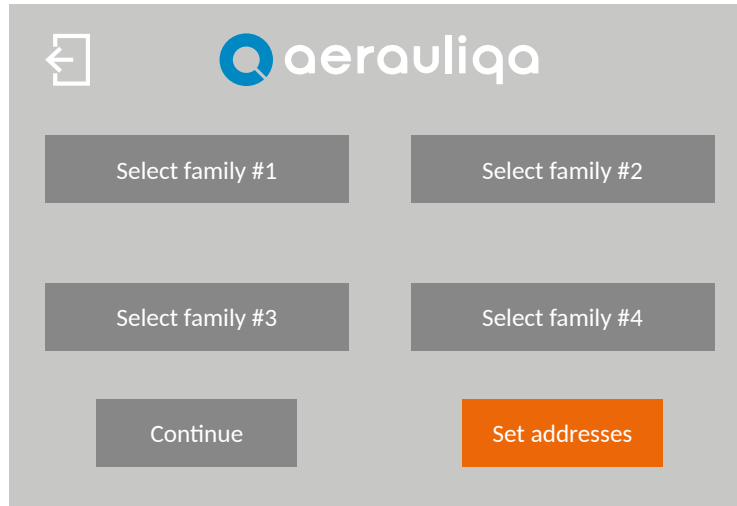 aerauliqa
Select family #1
Select family #2
Select family #3
Select family #4
Continue
Set addresses